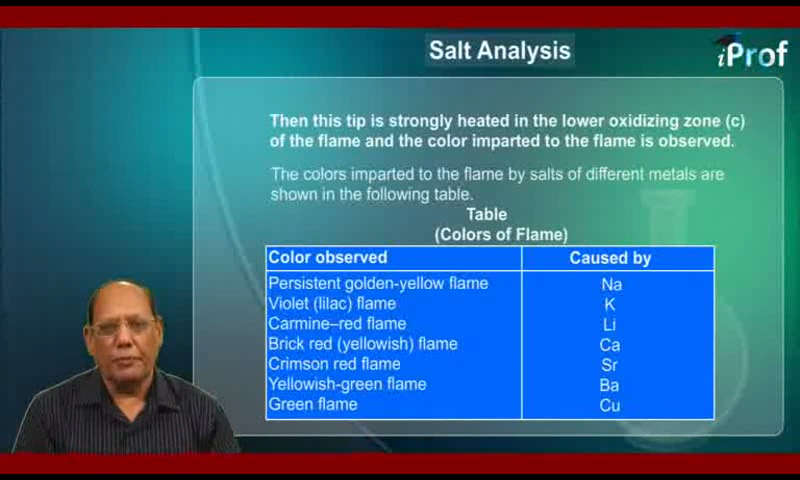 Salt Analysis
iProf
Then this tip is strongly heated in the lower oxidizing zone (c)
of the flame and the color imparted to the flame is observed.
The colors imparted to the flame by salts of different metals are
shown in the following table.
Table
(Colors of Flame)
Color observed Caused by
Persistent golden-yellow flame Na
Violet (lilac) flame K
Carmine–red flame Li
Brick red (yellowish) flame Ca
Crimson red flame Sr
Yellowish-green flame Ba
Green flame Cu